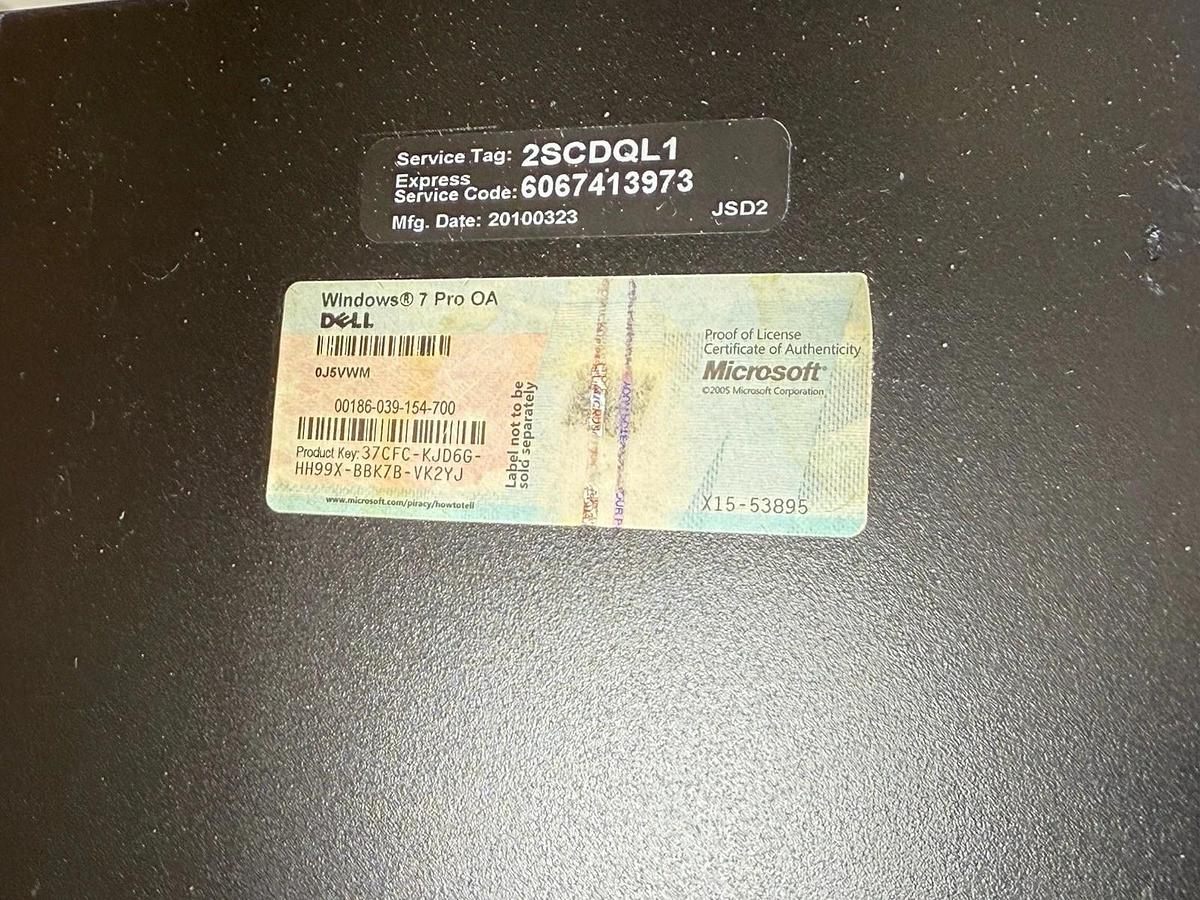 Service Tag: 2SCDQL1
Express
Service Code: 6067413973
Mfg. Date: 20100323
JSD2
Windows® 7 Pro OA
DELL
0J5VWM
00186-039-154-700
Product Key: 37CFC-KJD6G-
HH99X-BBK7B-VK2YJ
www.microsoft.com/piracy/howtotell
Label not to be
sold separately
Proof of License
Certificate of Authenticity
Microsoft®
©2005 Microsoft Corporation
X15-53895